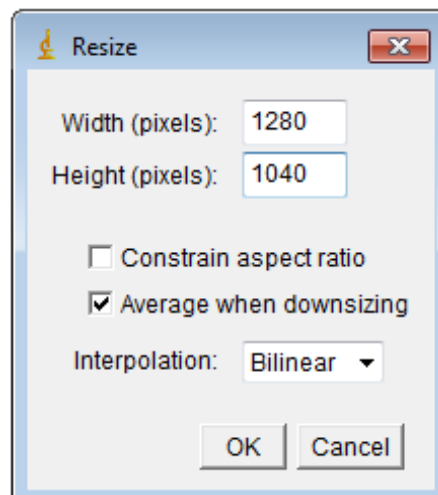 Resize
Width (pixels): 1280
Height (pixels): 1040
Constrain aspect ratio
Average when downsizing
Interpolation: Bilinear
OK Cancel